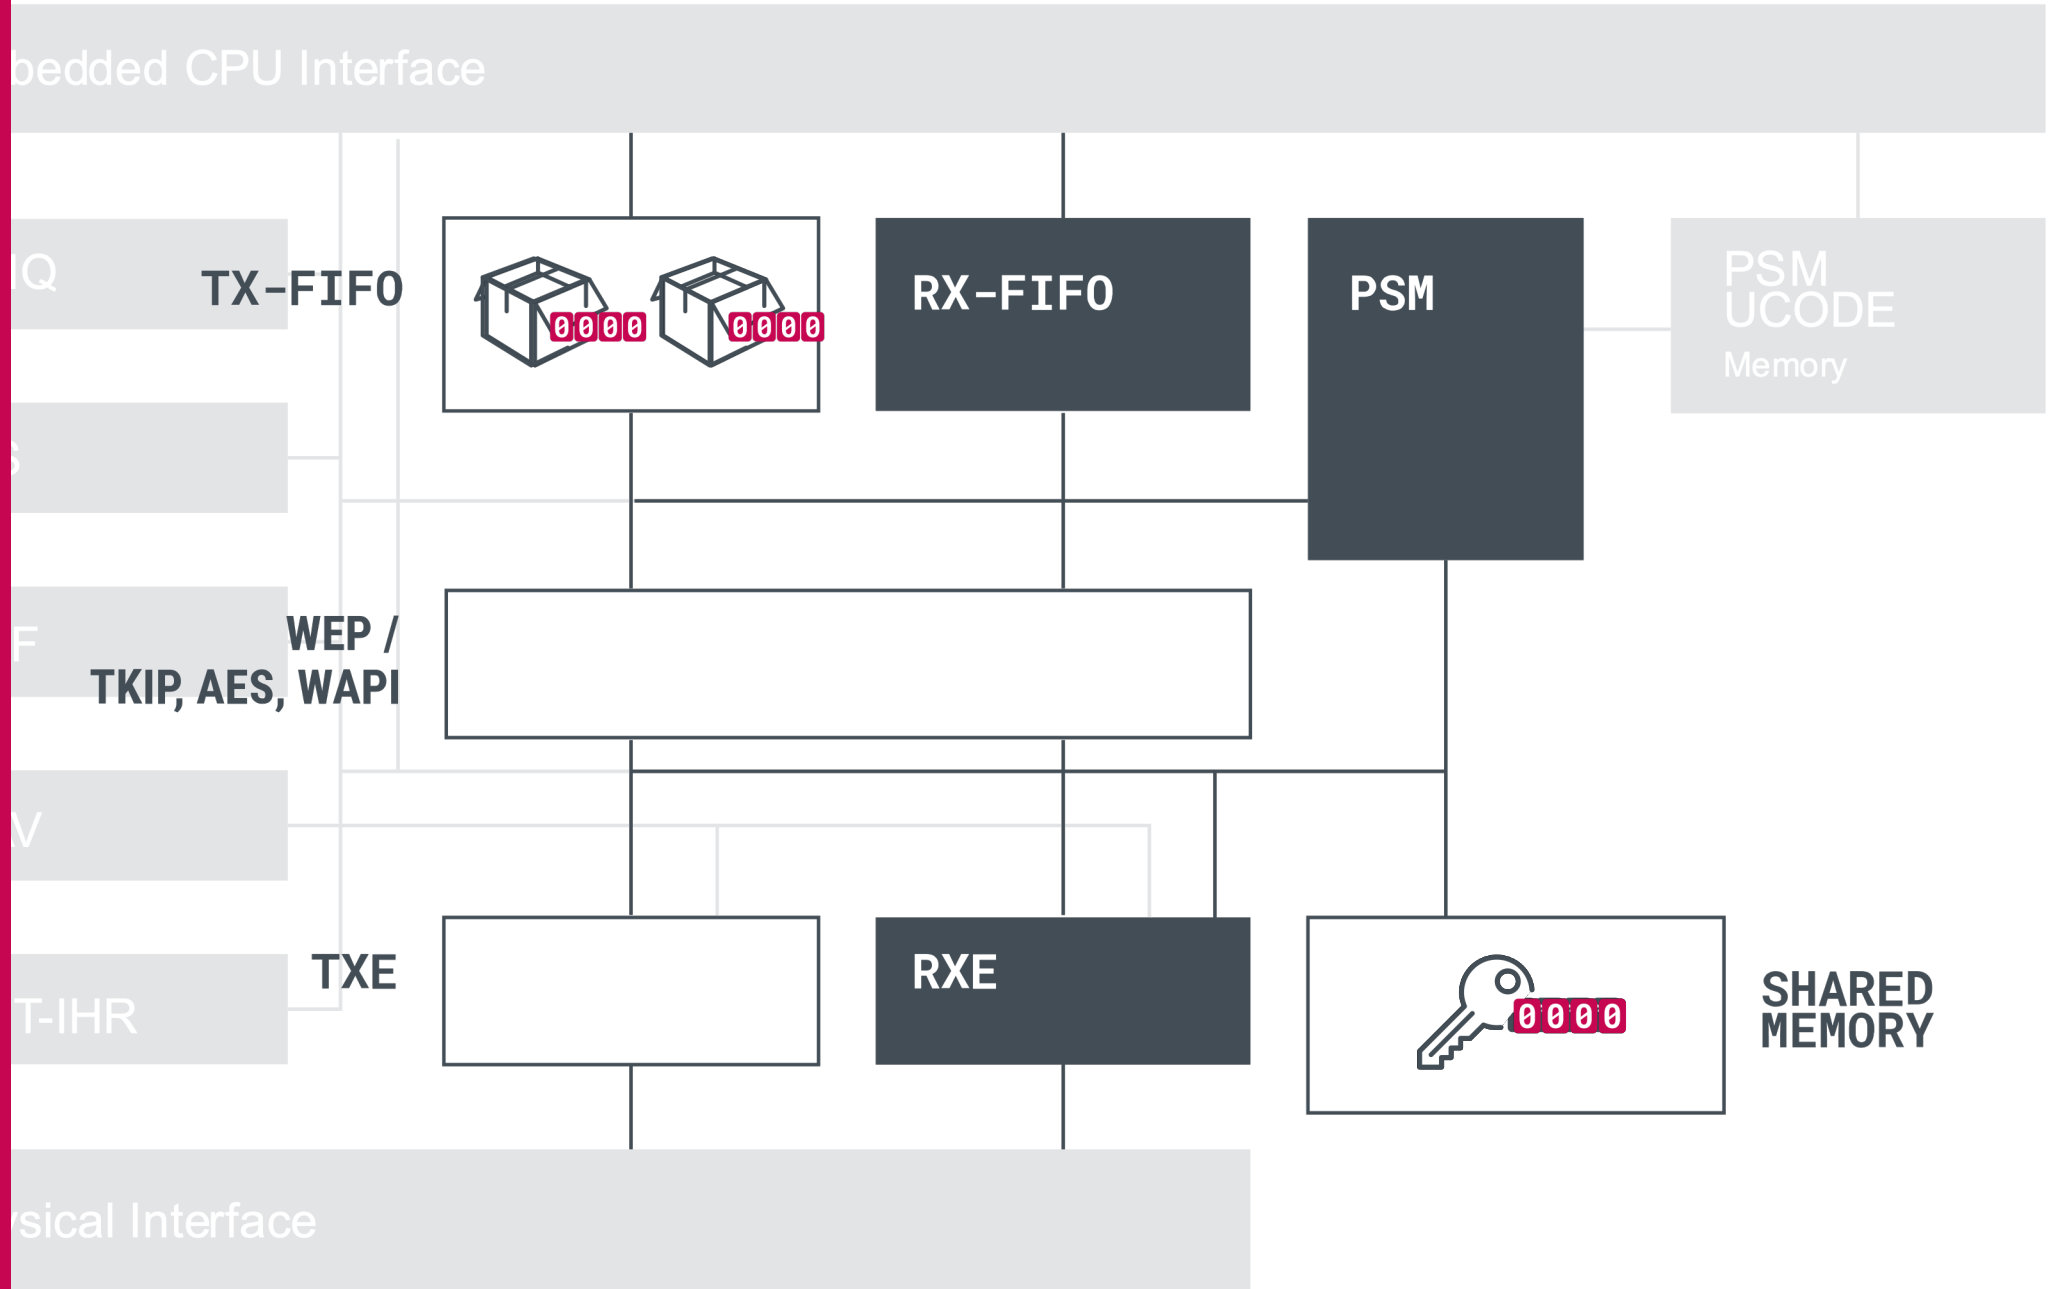 bedded CPU Interface
IQ
TX-FIFO
0000
0000
RX-FIFO
PSM
PSM
UCODE
Memory
S
F
WEP /
TKIP, AES, WAPI
V
TXE
RXE
T-IHR
0000
SHARED
MEMORY
sical Interface